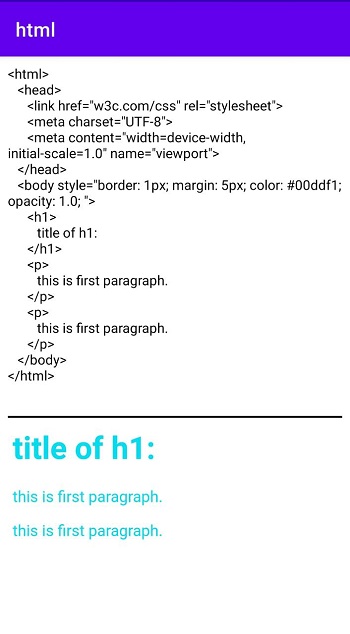 html
<html>
<head>
<link href="w3c.com/css" rel="stylesheet">
<meta charset="UTF-8">
<meta content="width=device-width,
initial-scale=1.0" name="viewport">
</head>
<body style="border: 1px; margin: 5px; color: #00ddf1;
opacity: 1.0; ">
<h1>
title of h1:
</h1>
<p>
this is first paragraph.
</p>
<p>
this is first paragraph.
</p>
</body>
</html>
title of h1:
this is first paragraph.
this is first paragraph.